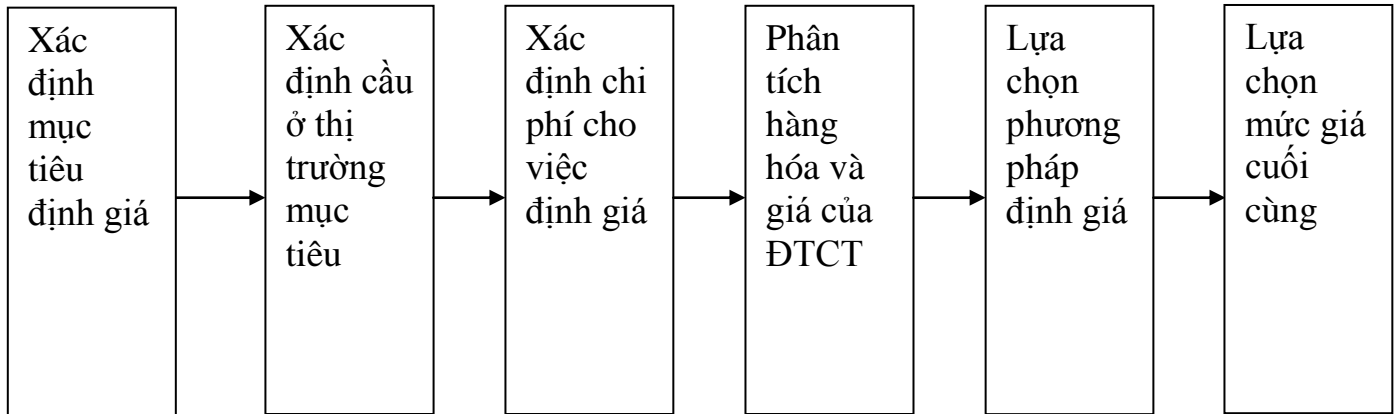 Xác
định
mục
tiêu
định giá
Xác
định cầu
ở thị
trường
mục
tiêu
Xác
định chi
phí cho
việc
định giá
Phân
tích
hàng
hóa và
giá của
ĐTCT
Lựa
chọn
phương
pháp
định giá
Lựa
chọn
mức giá
cuối
cùng